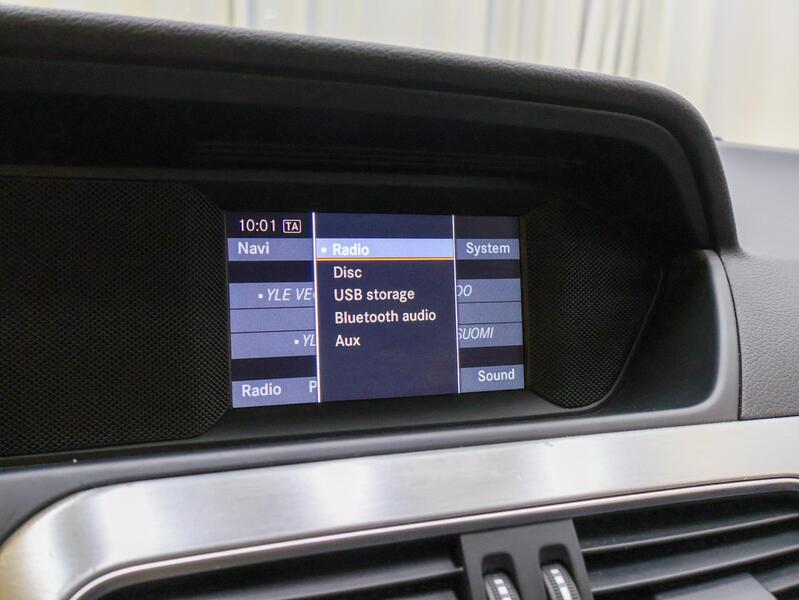 10:01 TA
Navi
• Radio
System
Disc
USB storage
Bluetooth audio
Aux
• YLE
SUOMI
Radio
Sound